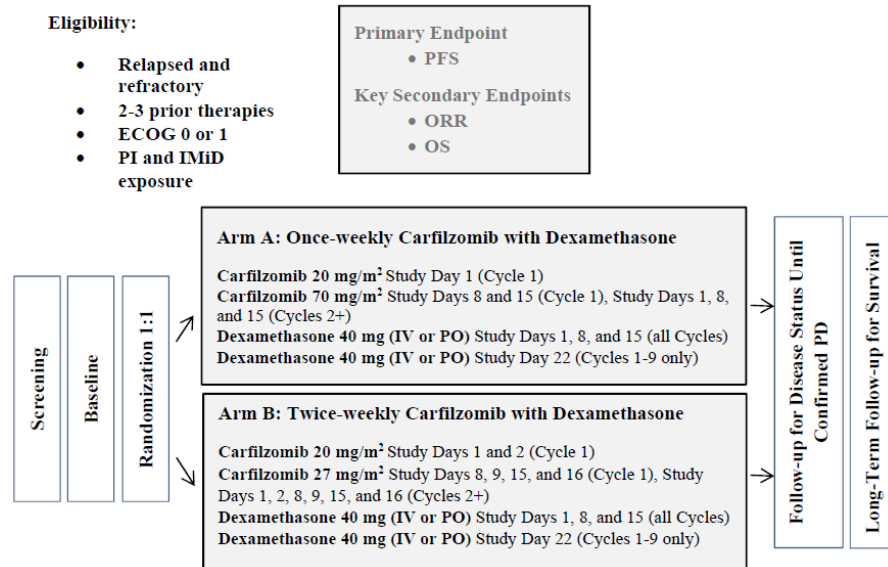 Eligibility:
• Relapsed and
refractory
• 2-3 prior therapies
• ECOG 0 or 1
• PI and IMiD
exposure
Primary Endpoint
• PFS
Key Secondary Endpoints
• ORR
• OS
Screening
Baseline
Randomization 1:1
Arm A: Once-weekly Carfilzomib with Dexamethasone
Carfilzomib 20 mg/m² Study Day 1 (Cycle 1)
Carfilzomib 70 mg/m² Study Days 8 and 15 (Cycle 1), Study Days 1, 8,
and 15 (Cycles 2+)
Dexamethasone 40 mg (IV or PO) Study Days 1, 8, and 15 (all Cycles)
Dexamethasone 40 mg (IV or PO) Study Day 22 (Cycles 1-9 only)
Arm B: Twice-weekly Carfilzomib with Dexamethasone
Carfilzomib 20 mg/m² Study Days 1 and 2 (Cycle 1)
Carfilzomib 27 mg/m² Study Days 8, 9, 15, and 16 (Cycle 1), Study
Days 1, 2, 8, 9, 15, and 16 (Cycles 2+)
Dexamethasone 40 mg (IV or PO) Study Days 1, 8, and 15 (all Cycles)
Dexamethasone 40 mg (IV or PO) Study Day 22 (Cycles 1-9 only)
Follow-up for Disease Status Until
Confirmed PD
Long-Term Follow-up for Survival